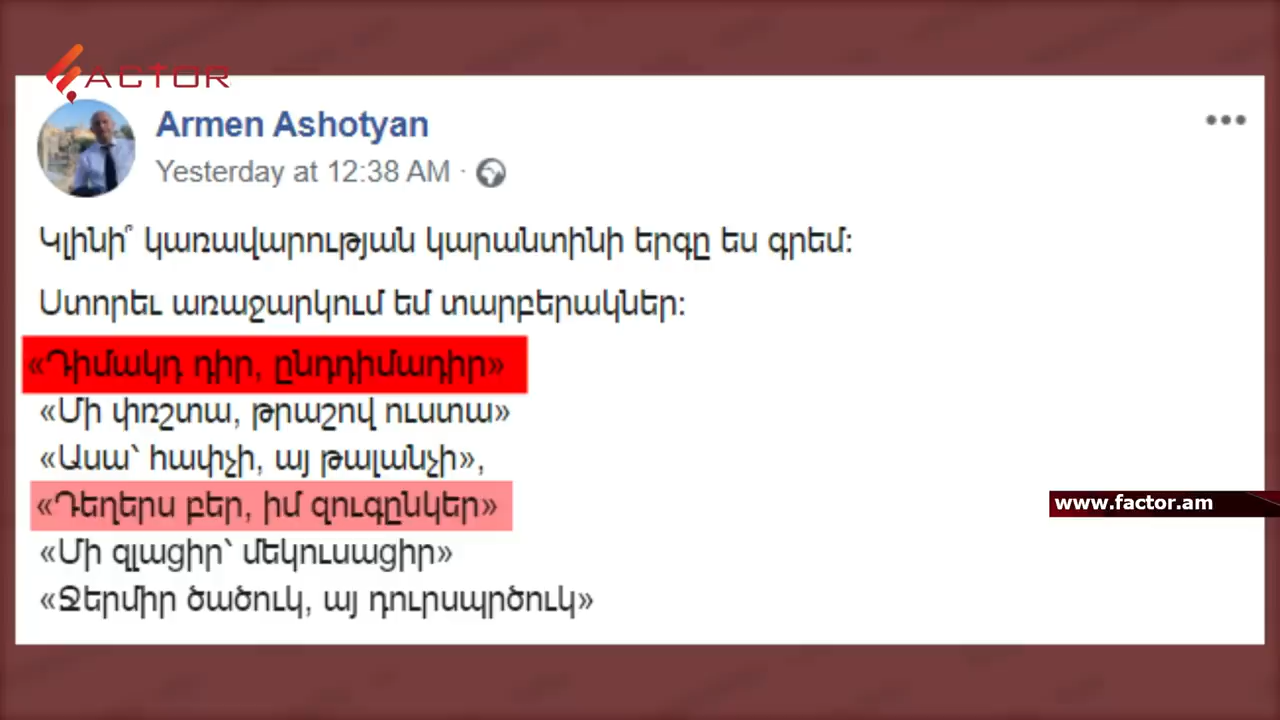 ACTOR
Armen Ashotyan
Yesterday at 12:38 AM ·
Կլինի՞ կառավարության կարանտինի երգը ես գրեմ:
Ստորեւ առաջարկում եմ տարբերակներ:
«Դիմակդ դիր, ընդդիմադիր»
«Մի փռշտա, թրաշով ուստա»
«Ասա՝ հափչի, այ թալանչի»,
«Դեղերս բեր, իմ զուգընկեր»
www.factor.am
«Մի զլացիր՝ մեկուսացիր»
«Ջերմիր ծածուկ, այ դուրսպրծուկ»